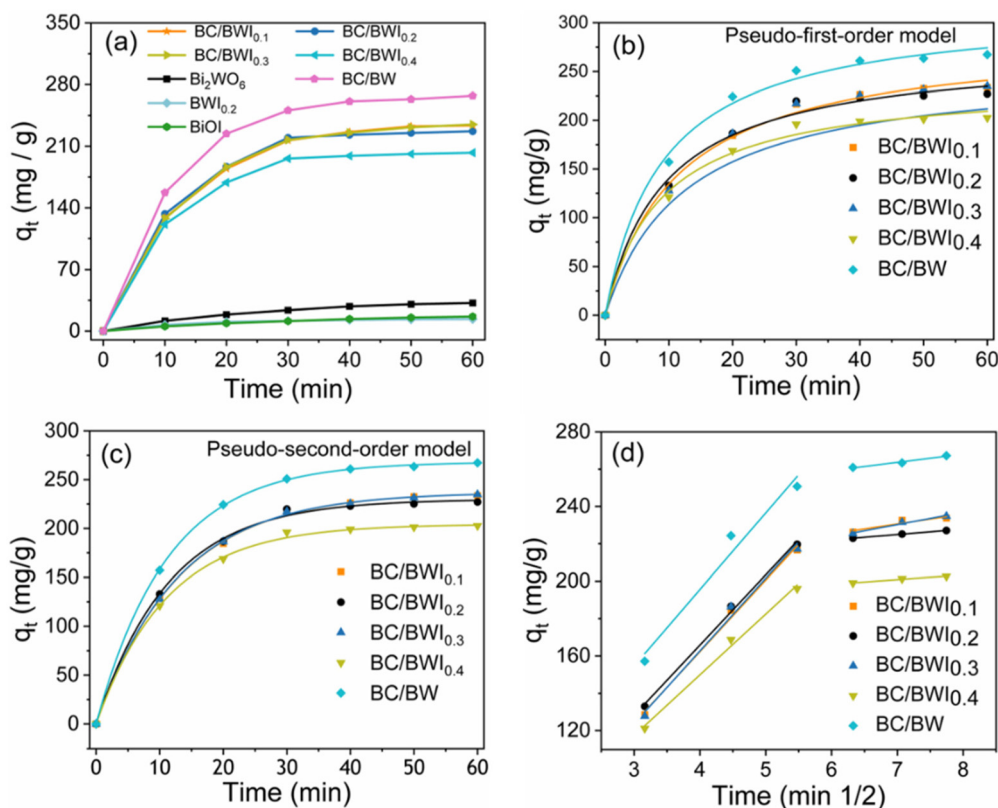 (a)
BC/BWI0.1 BC/BWI0.2
BC/BWI0.3 BC/BWI0.4
Bi2WO6 BC/BW
BWI0.2
BiOI
350
280
210
140
70
0
qt (mg / g)
0 10 20 30 40 50 60
Time (min)
(b) Pseudo-first-order model
300
250
200
150
100
50
0
qt (mg/g)
BC/BWI0.1
BC/BWI0.2
BC/BWI0.3
BC/BWI0.4
BC/BW
0 10 20 30 40 50 60
Time (min)
(c) Pseudo-second-order model
300
250
200
150
100
50
0
qt (mg/g)
BC/BWI0.1
BC/BWI0.2
BC/BWI0.3
BC/BWI0.4
BC/BW
0 10 20 30 40 50 60
Time (min)
(d)
280
240
200
160
120
qt (mg/g)
BC/BWI0.1
BC/BWI0.2
BC/BWI0.3
BC/BWI0.4
BC/BW
3 4 5 6 7 8
Time (min 1/2)